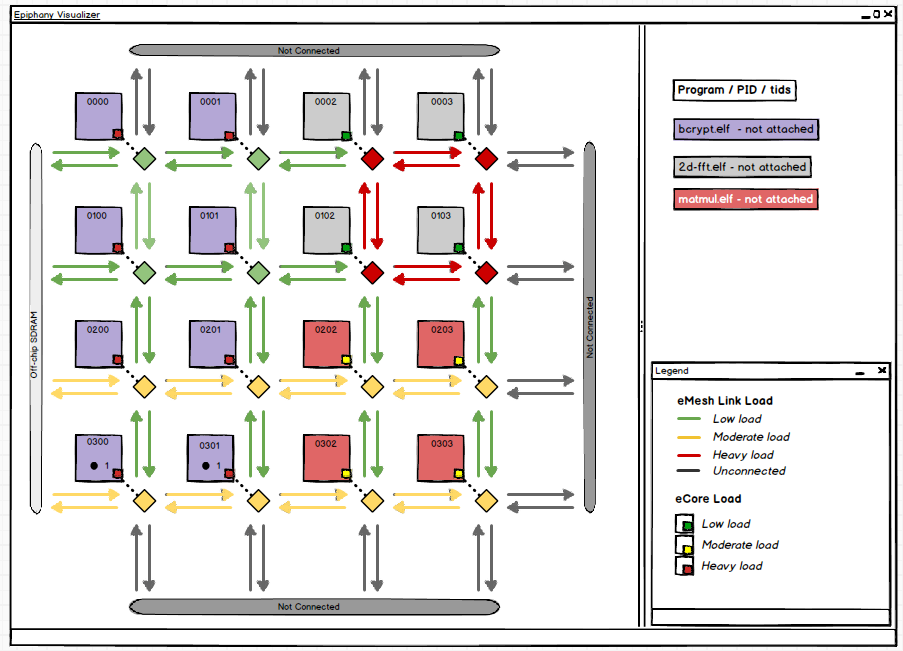 Epiphany Visualizer
Not Connected
0000
0001
0002
0003
0100
0101
0102
0103
0200
0201
0202
0203
0300
1
0301
1
0302
0303
Off-chip SDRAM
Not Connected
Not Connected
Program / PID / tids
bcrypt.elf - not attached
2d-fft.elf - not attached
matmul.elf - not attached
Legend
eMesh Link Load
Low load
Moderate load
Heavy load
Unconnected
eCore Load
Low load
Moderate load
Heavy load